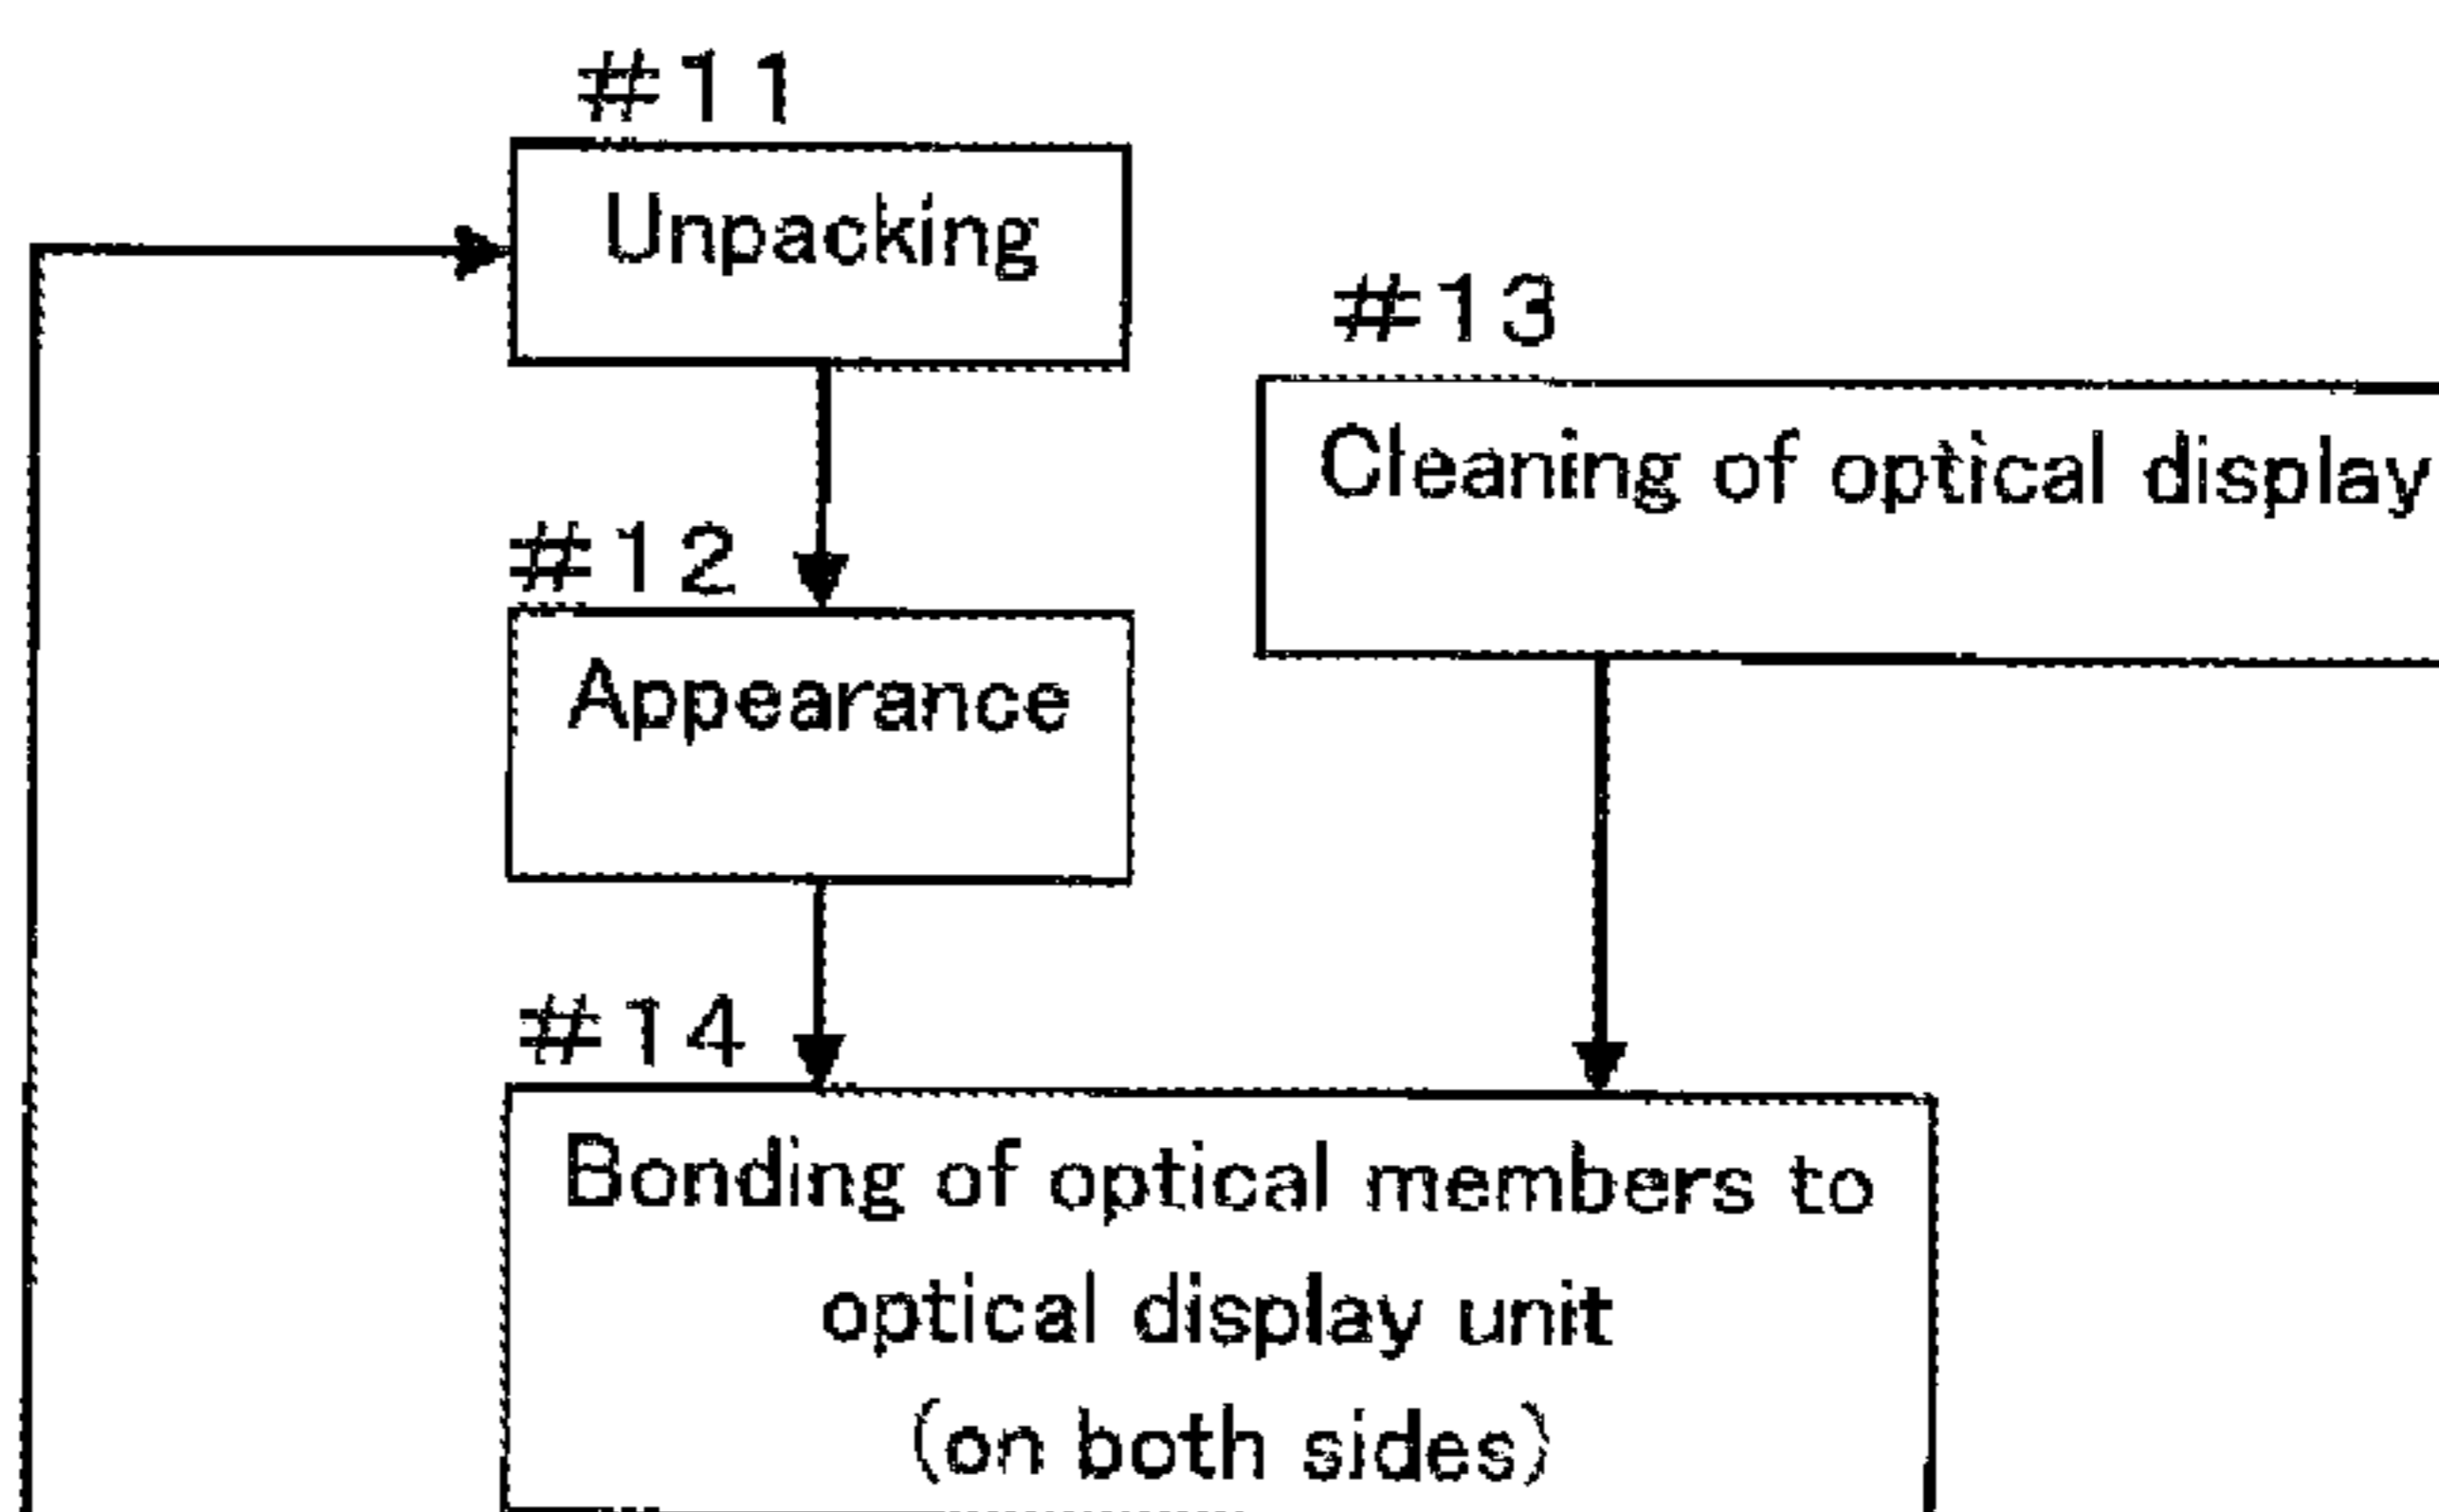 #11
Unpacking
#13
Cleaning of optical display
#12
Appearance
#14
Bonding of optical members to
optical display unit
(on both sides)